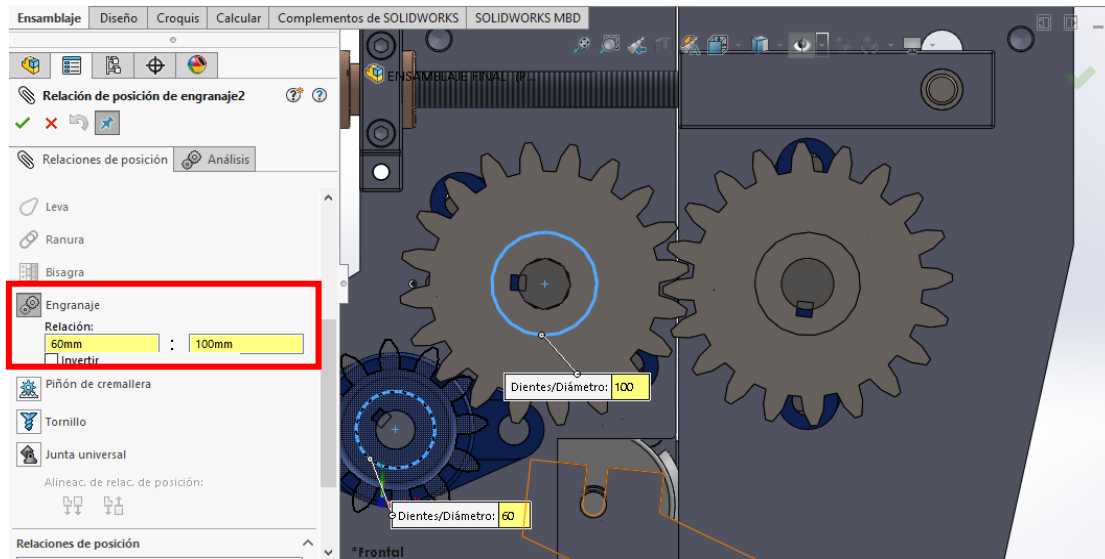 Ensamblaje Diseño Croquis Calcular Complementos de SOLIDWORKS SOLIDWORKS MBD
ENSAMBLAJE FINAL (P...
Relación de posición de engranaje2
Relaciones de posición Análisis
Leva
Ranura
Bisagra
Engranaje
Relación:
60mm : 100mm
Invertir
Piñón de cremallera
Tornillo
Junta universal
Alineac. de relac. de posición:
Relaciones de posición
Dientes/Diámetro: 100
Dientes/Diámetro: 60
*Frontal